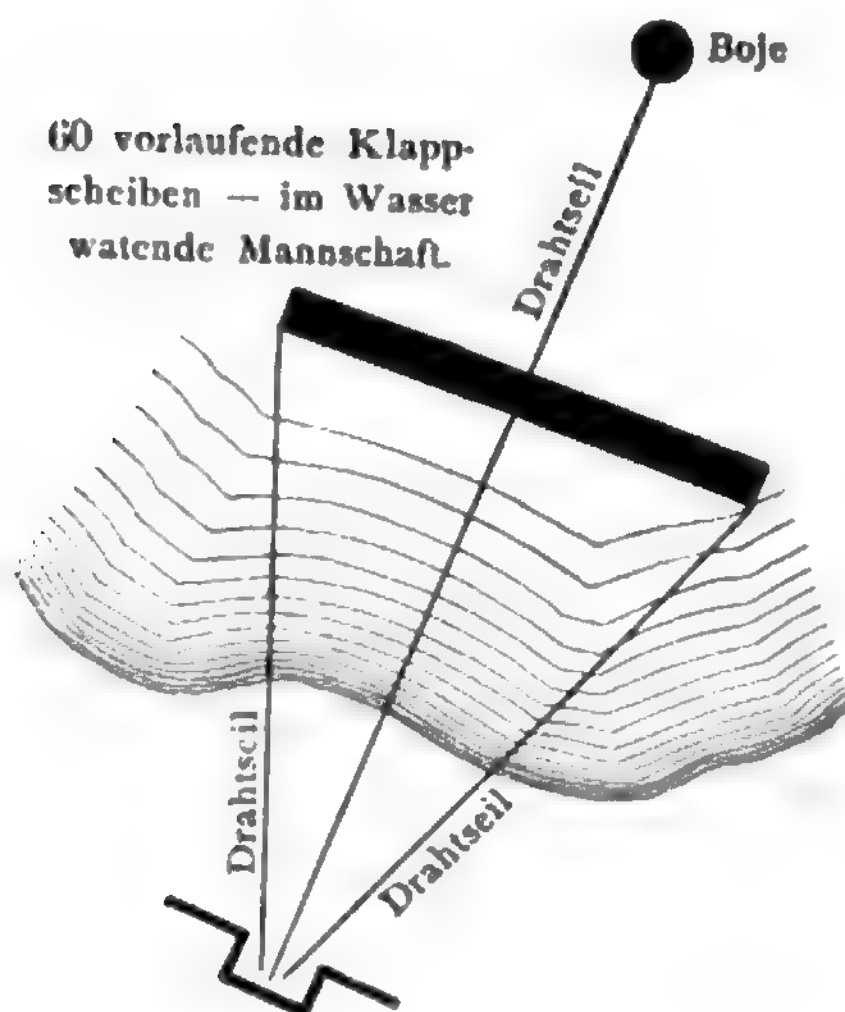 Boje
60 vorlaufende Klapp-
scheiben — im Wasser
watende Mannschaft.
Drahtseil
Drahtseil
Drahtseil